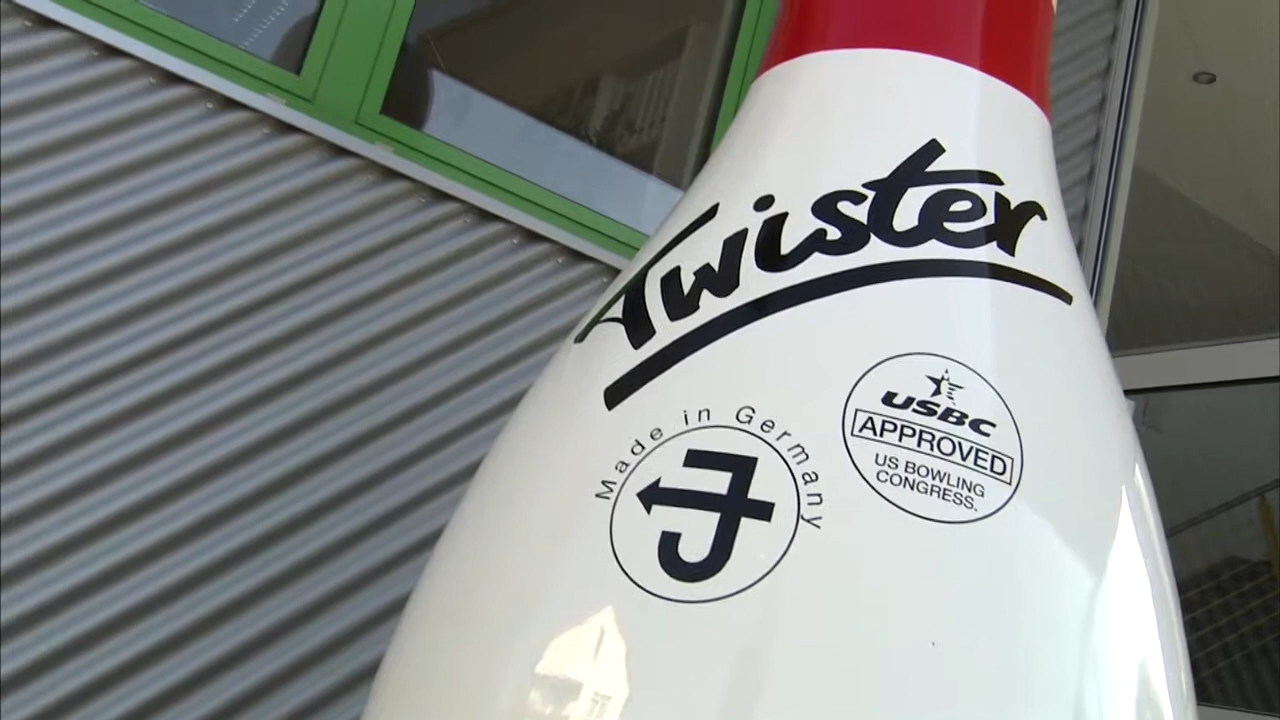 Twister
Made in Germany
USBC
APPROVED
US BOWLING
CONGRESS.